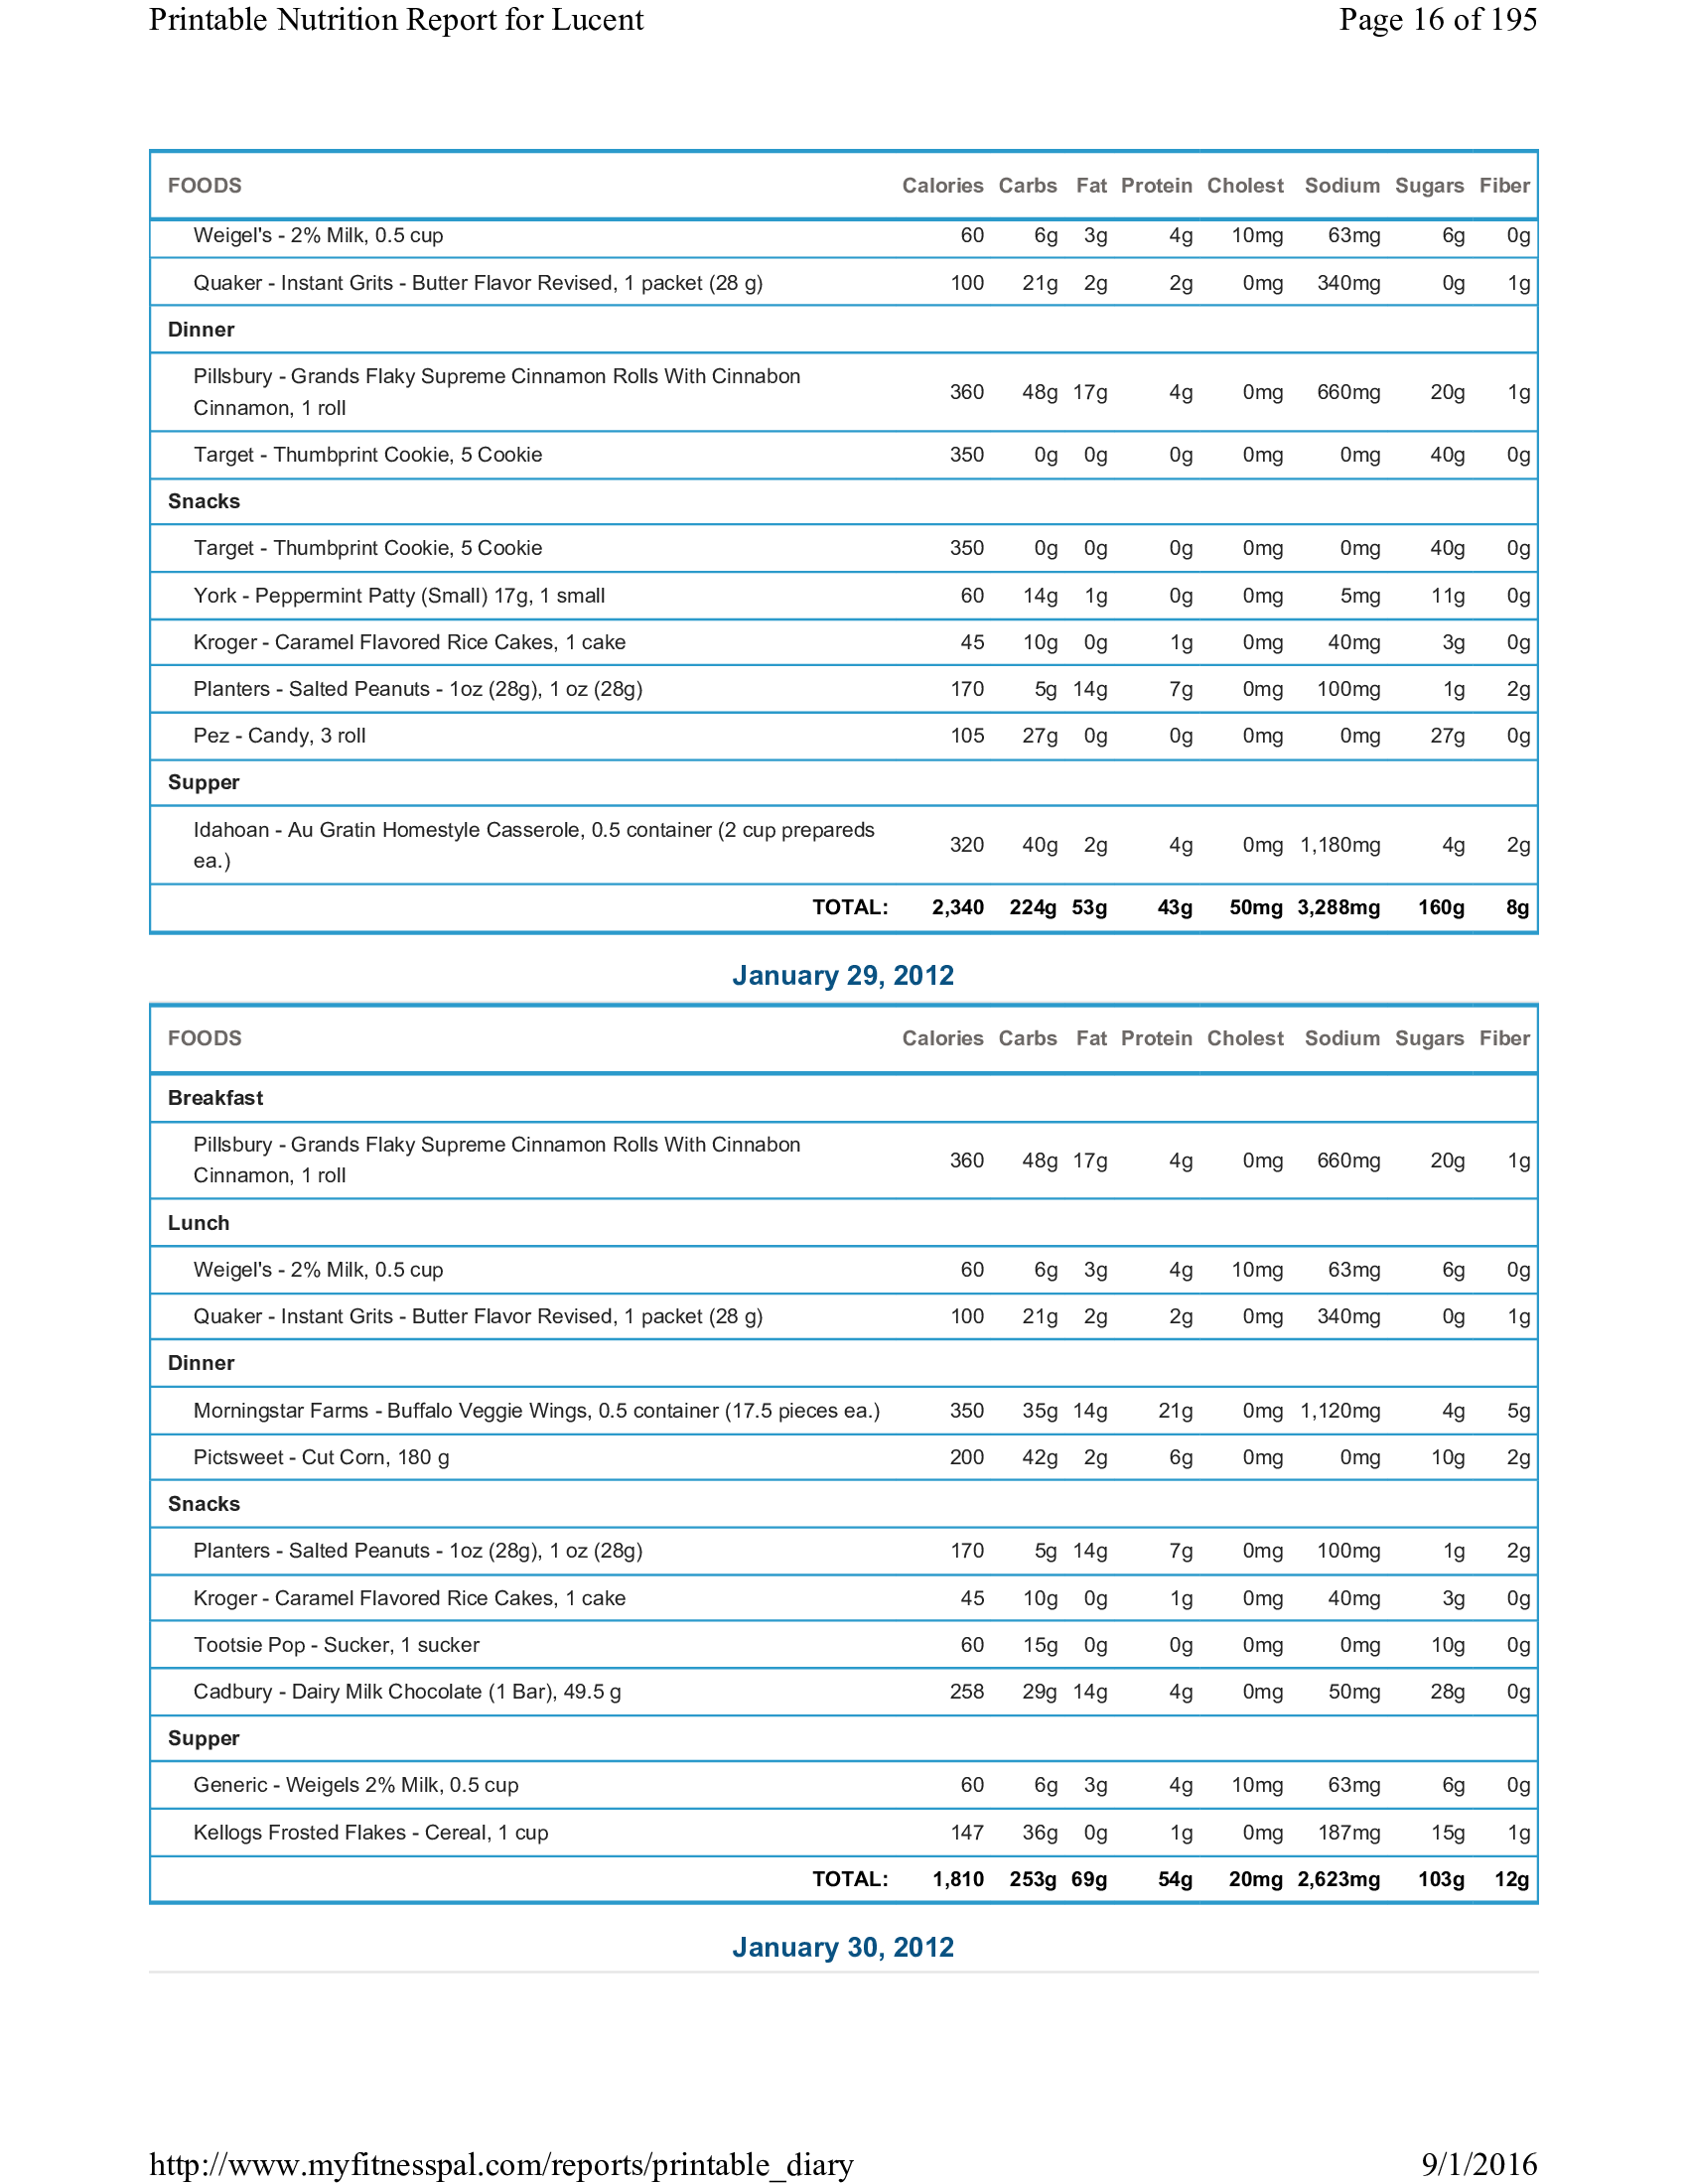 Printable Nutrition Report for Lucent Page 16 of 195
FOODS Calories Carbs Fat Protein Cholest Sodium Sugars Fiber
Weigel's - 2% Milk, 0.5 cup 60 6g 3g 4g 10mg 63mg 6g 0g
Quaker - Instant Grits - Butter Flavor Revised, 1 packet (28 g) 100 21g 2g 2g 0mg 340mg 0g 1g
Dinner
Pillsbury - Grands Flaky Supreme Cinnamon Rolls With Cinnabon
Cinnamon, 1 roll 360 48g 17g 4g 0mg 660mg 20g 1g
Target - Thumbprint Cookie, 5 Cookie 350 0g 0g 0g 0mg 0mg 40g 0g
Snacks
Target - Thumbprint Cookie, 5 Cookie 350 0g 0g 0g 0mg 0mg 40g 0g
York - Peppermint Patty (Small) 17g, 1 small 60 14g 1g 0g 0mg 5mg 11g 0g
Kroger - Caramel Flavored Rice Cakes, 1 cake 45 10g 0g 1g 0mg 40mg 3g 0g
Planters - Salted Peanuts - 1oz (28g), 1 oz (28g) 170 5g 14g 7g 0mg 100mg 1g 2g
Pez - Candy, 3 roll 105 27g 0g 0g 0mg 0mg 27g 0g
Supper
Idahoan - Au Gratin Homestyle Casserole, 0.5 container (2 cup prepareds
ea.) 320 40g 2g 4g 0mg 1,180mg 4g 2g
TOTAL: 2,340 224g 53g 43g 50mg 3,288mg 160g 8g
January 29, 2012
FOODS Calories Carbs Fat Protein Cholest Sodium Sugars Fiber
Breakfast
Pillsbury - Grands Flaky Supreme Cinnamon Rolls With Cinnabon
Cinnamon, 1 roll 360 48g 17g 4g 0mg 660mg 20g 1g
Lunch
Weigel's - 2% Milk, 0.5 cup 60 6g 3g 4g 10mg 63mg 6g 0g
Quaker - Instant Grits - Butter Flavor Revised, 1 packet (28 g) 100 21g 2g 2g 0mg 340mg 0g 1g
Dinner
Morningstar Farms - Buffalo Veggie Wings, 0.5 container (17.5 pieces ea.) 350 35g 14g 21g 0mg 1,120mg 4g 5g
Pictsweet - Cut Corn, 180 g 200 42g 2g 6g 0mg 0mg 10g 2g
Snacks
Planters - Salted Peanuts - 1oz (28g), 1 oz (28g) 170 5g 14g 7g 0mg 100mg 1g 2g
Kroger - Caramel Flavored Rice Cakes, 1 cake 45 10g 0g 1g 0mg 40mg 3g 0g
Tootsie Pop - Sucker, 1 sucker 60 15g 0g 0g 0mg 0mg 10g 0g
Cadbury - Dairy Milk Chocolate (1 Bar), 49.5 g 258 29g 14g 4g 0mg 50mg 28g 0g
Supper
Generic - Weigels 2% Milk, 0.5 cup 60 6g 3g 4g 10mg 63mg 6g 0g
Kellogs Frosted Flakes - Cereal, 1 cup 147 36g 0g 1g 0mg 187mg 15g 1g
TOTAL: 1,810 253g 69g 54g 20mg 2,623mg 103g 12g
January 30, 2012
http://www.myfitnesspal.com/reports/printable_diary 9/1/2016